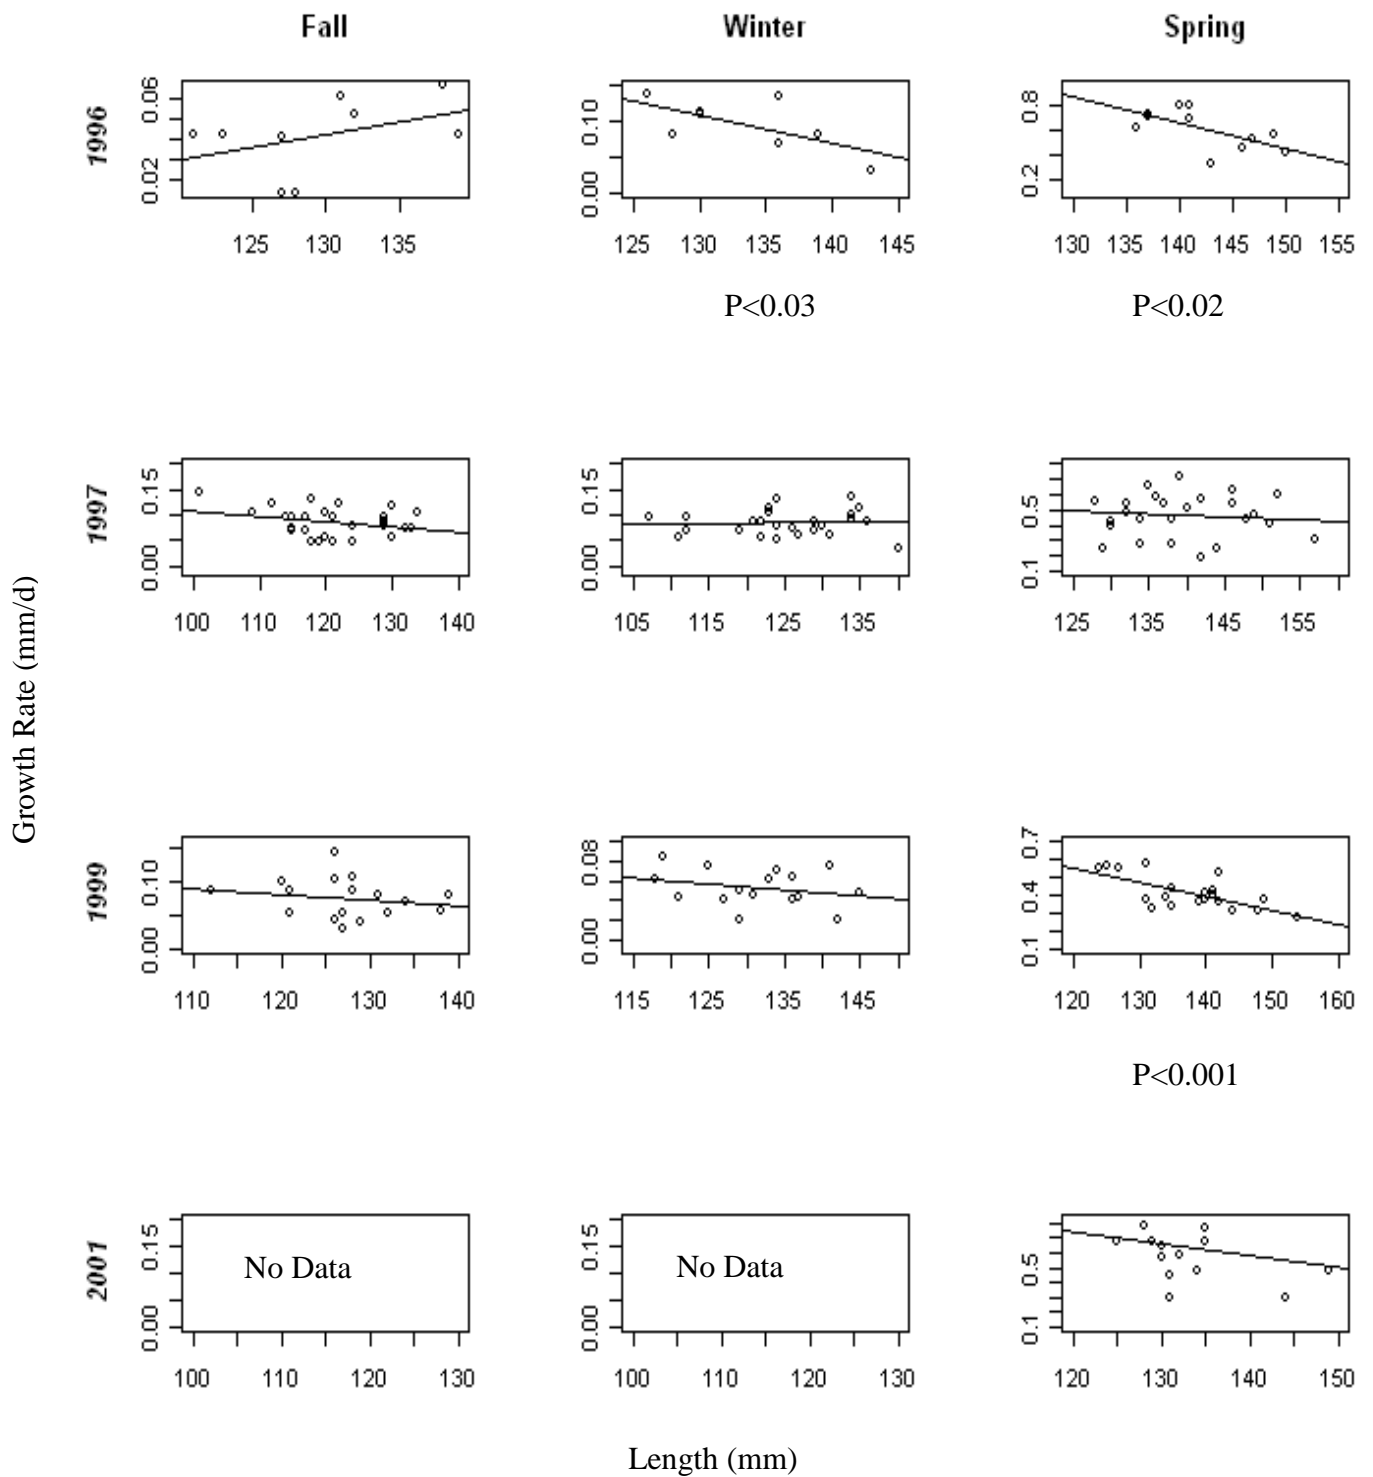 Fall Winter Spring
1996
0.02 0.06
125 130 135
0.00 0.10
125 130 135 140 145
0.2 0.8
130 135 140 145 150 155
P<0.03 P<0.02
1997
0.00 0.15
100 110 120 130 140
0.00 0.15
105 115 125 135
0.1 0.5
125 135 145 155
Growth Rate (mm/d)
1999
0.00 0.10
110 120 130 140
0.00 0.08
115 125 135 145
0.1 0.4 0.7
120 130 140 150 160
P<0.001
2001
0.00 0.15
No Data
100 110 120 130
0.00 0.15
No Data
100 110 120 130
0.1 0.5
120 130 140 150
Length (mm)